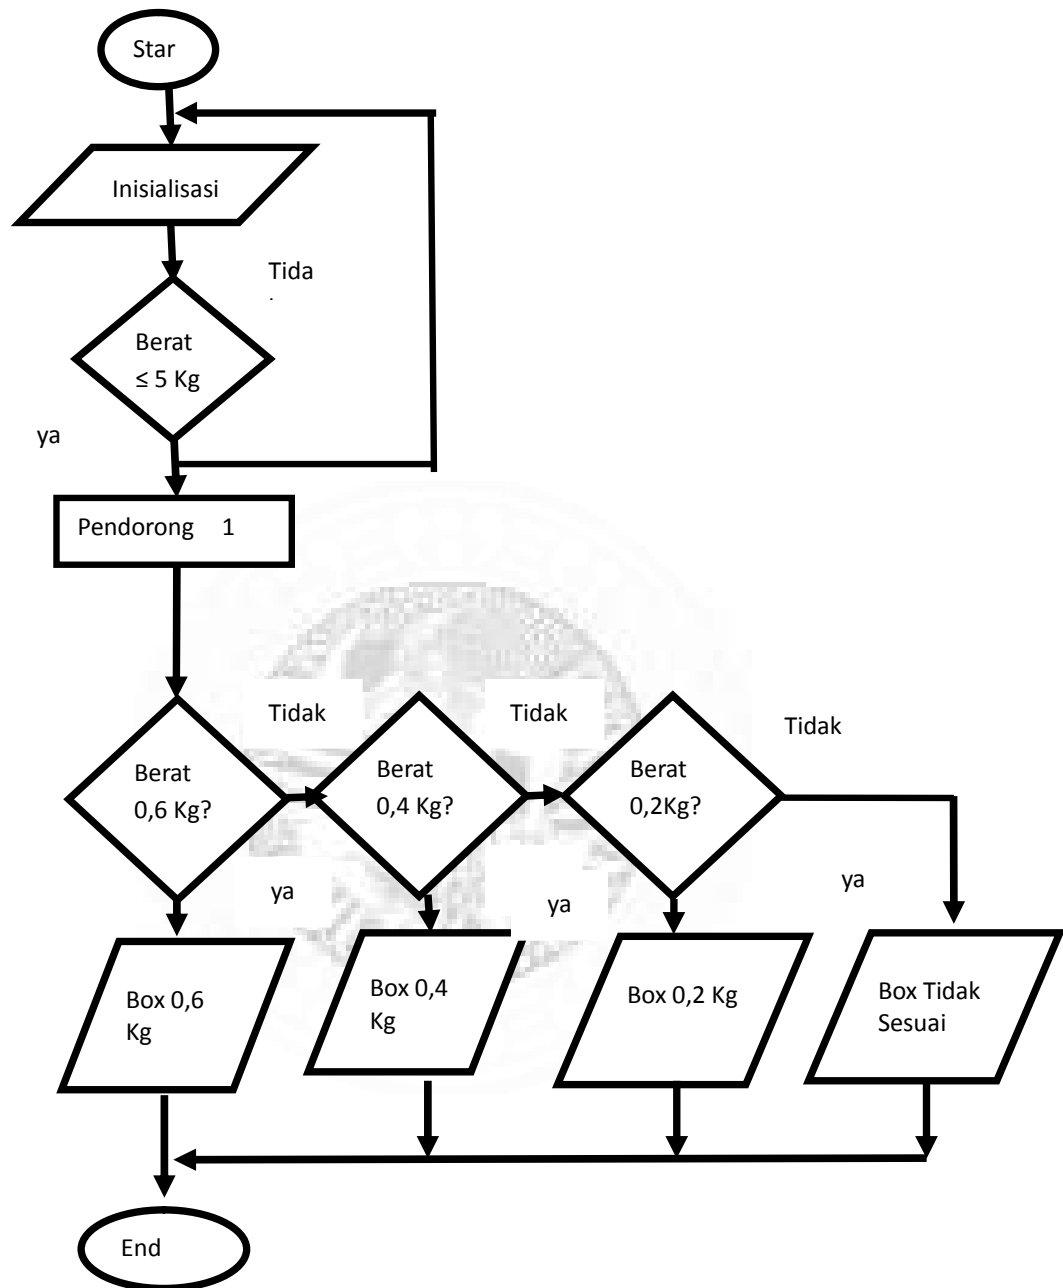 Star
Inisialisasi
Tida
Berat
≤ 5 Kg
ya
Pendorong 1
Tidak
Tidak
Tidak
Berat
0,6 Kg?
Berat
0,4 Kg?
Berat
0,2Kg?
ya
ya
ya
Box 0,6
Kg
Box 0,4
Kg
Box 0,2 Kg
Box Tidak
Sesuai
End